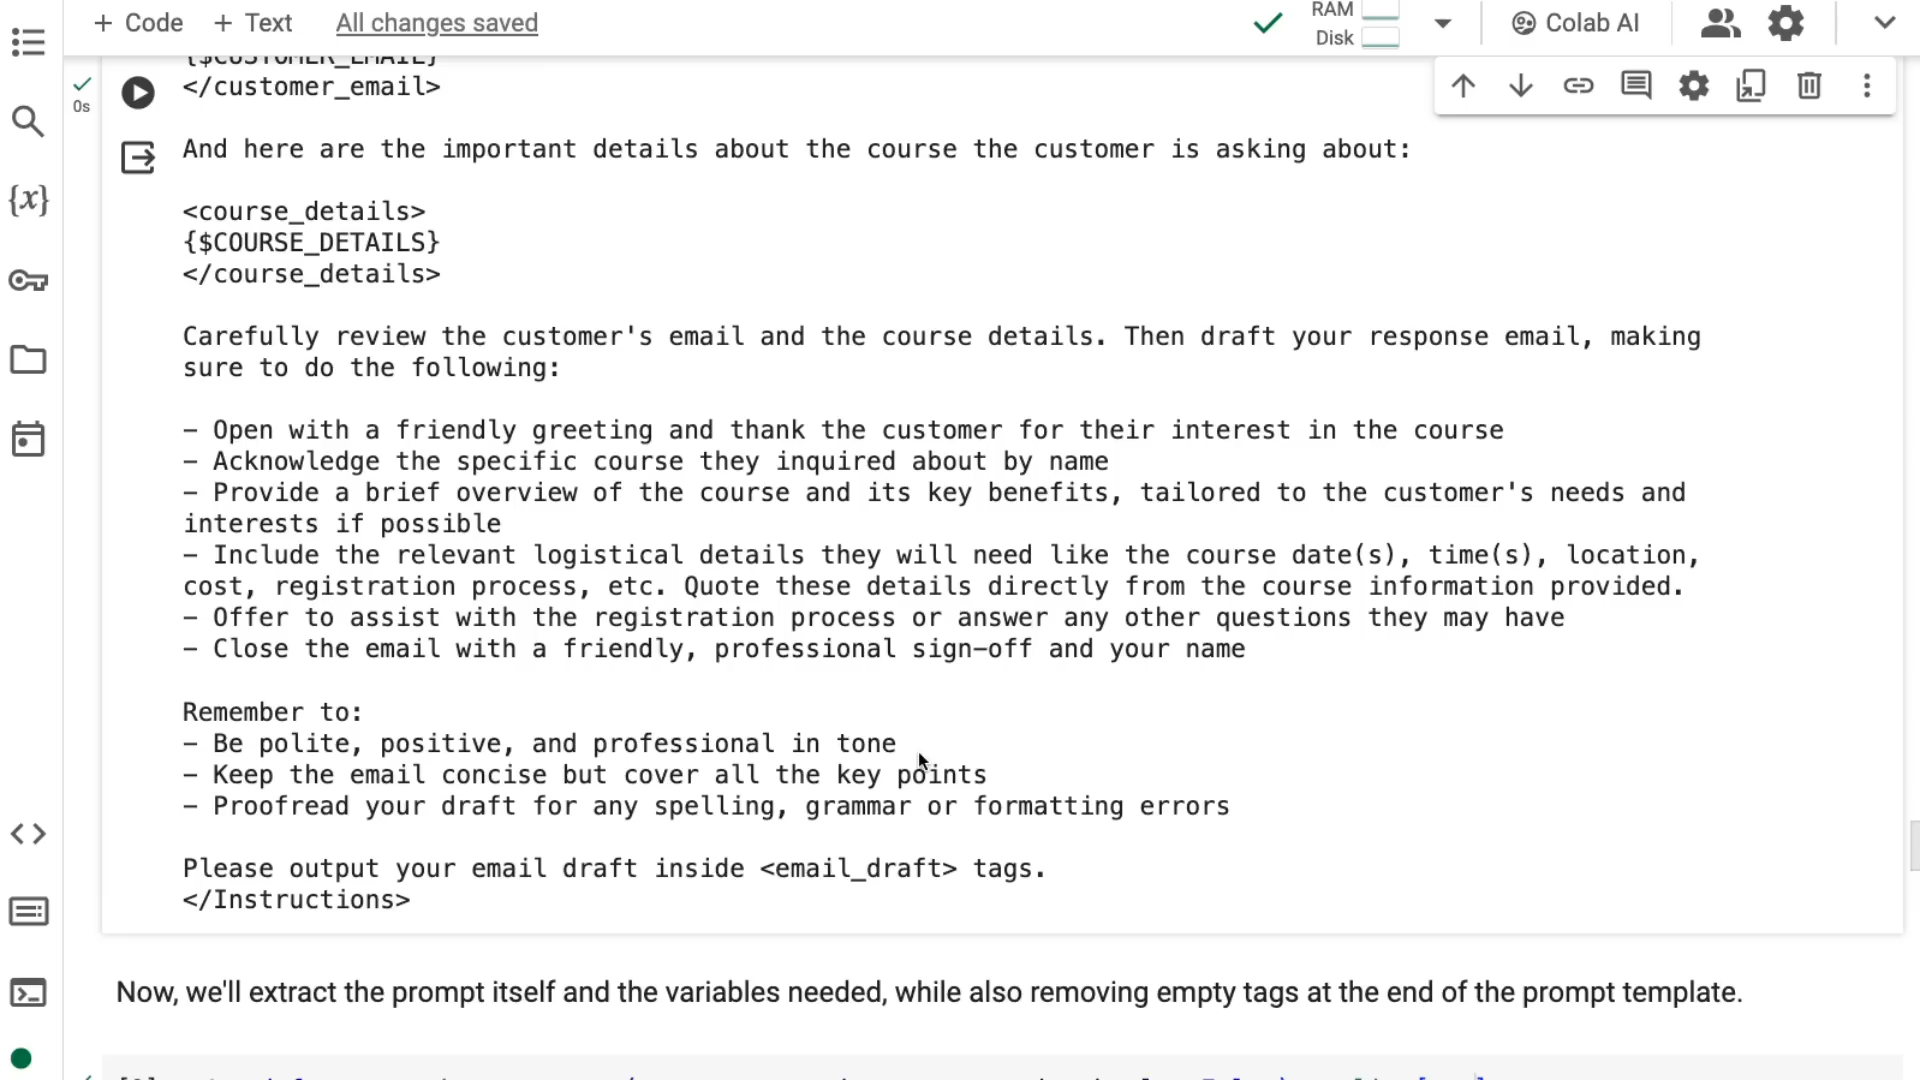 + Code + Text All changes saved
RAM
Disk
Colab AI
{$CUSTOMER_EMAIL}
0s
</customer_email>
And here are the important details about the course the customer is asking about:
<course_details>
{$COURSE_DETAILS}
</course_details>
Carefully review the customer's email and the course details. Then draft your response email, making
sure to do the following:
- Open with a friendly greeting and thank the customer for their interest in the course
- Acknowledge the specific course they inquired about by name
- Provide a brief overview of the course and its key benefits, tailored to the customer's needs and
interests if possible
- Include the relevant logistical details they will need like the course date(s), time(s), location,
cost, registration process, etc. Quote these details directly from the course information provided.
- Offer to assist with the registration process or answer any other questions they may have
- Close the email with a friendly, professional sign-off and your name
Remember to:
- Be polite, positive, and professional in tone
- Keep the email concise but cover all the key points
- Proofread your draft for any spelling, grammar or formatting errors
Please output your email draft inside <email_draft> tags.
</Instructions>
Now, we'll extract the prompt itself and the variables needed, while also removing empty tags at the end of the prompt template.